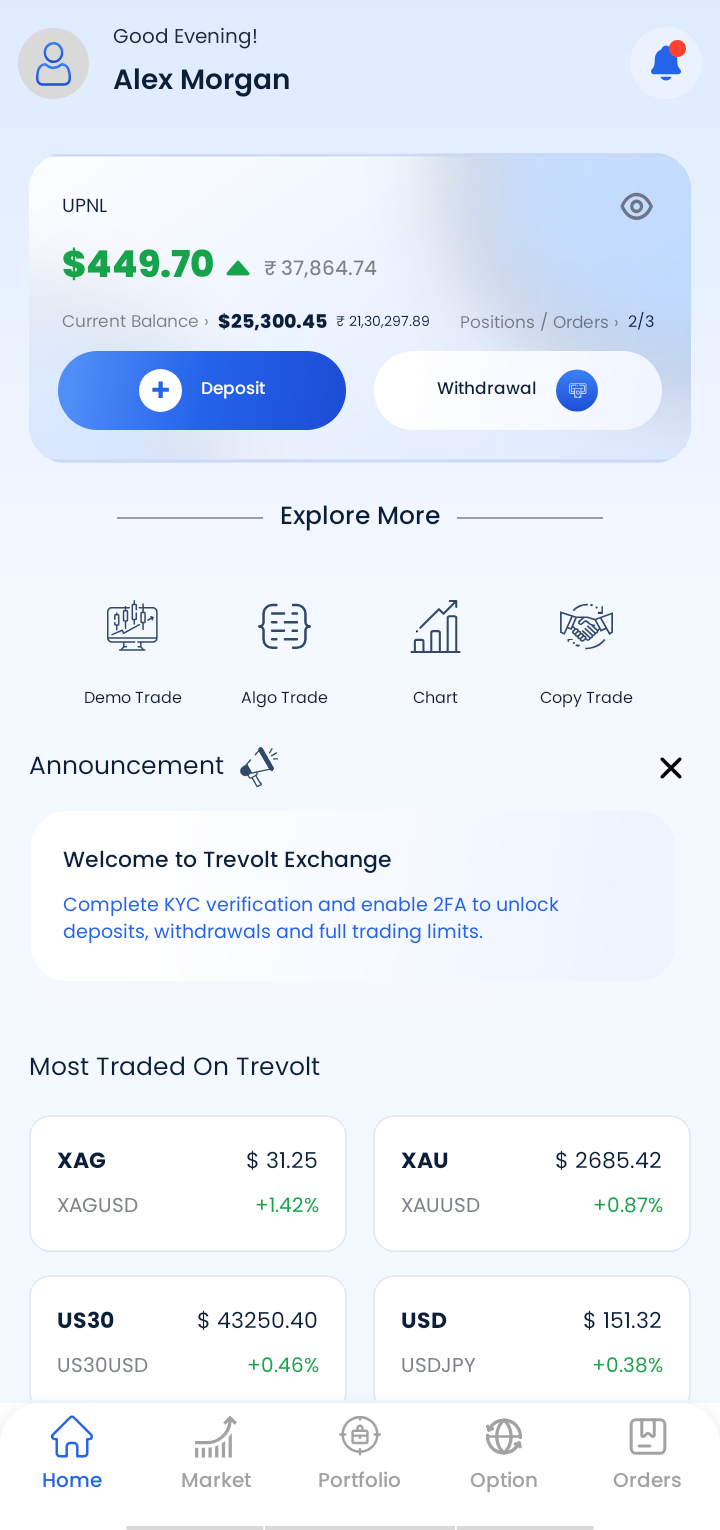 Good Evening!
Alex Morgan
UPNL
$449.70 ₹ 37,864.74
Current Balance › $25,300.45 ₹ 21,30,297.89 Positions / Orders › 2/3
Deposit Withdrawal
Explore More
Demo Trade Algo Trade Chart Copy Trade
Announcement
Welcome to Trevolt Exchange
Complete KYC verification and enable 2FA to unlock
deposits, withdrawals and full trading limits.
Most Traded On Trevolt
XAG $ 31.25
XAGUSD +1.42%
XAU $ 2685.42
XAUUSD +0.87%
US30 $ 43250.40
US30USD +0.46%
USD $ 151.32
USDJPY +0.38%
Home Market Portfolio Option Orders